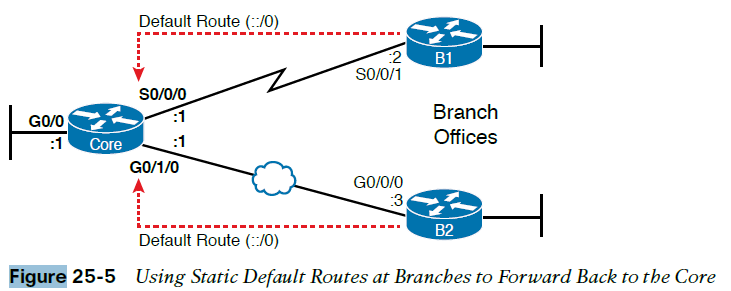 Default Route (::/0)
:2
B1
S0/0/1
S0/0/0
:1
Branch
Offices
G0/0
:1
Core
:1
G0/1/0
G0/0/0
:3
B2
Default Route (::/0)
Figure 25-5 Using Static Default Routes at Branches to Forward Back to the Core